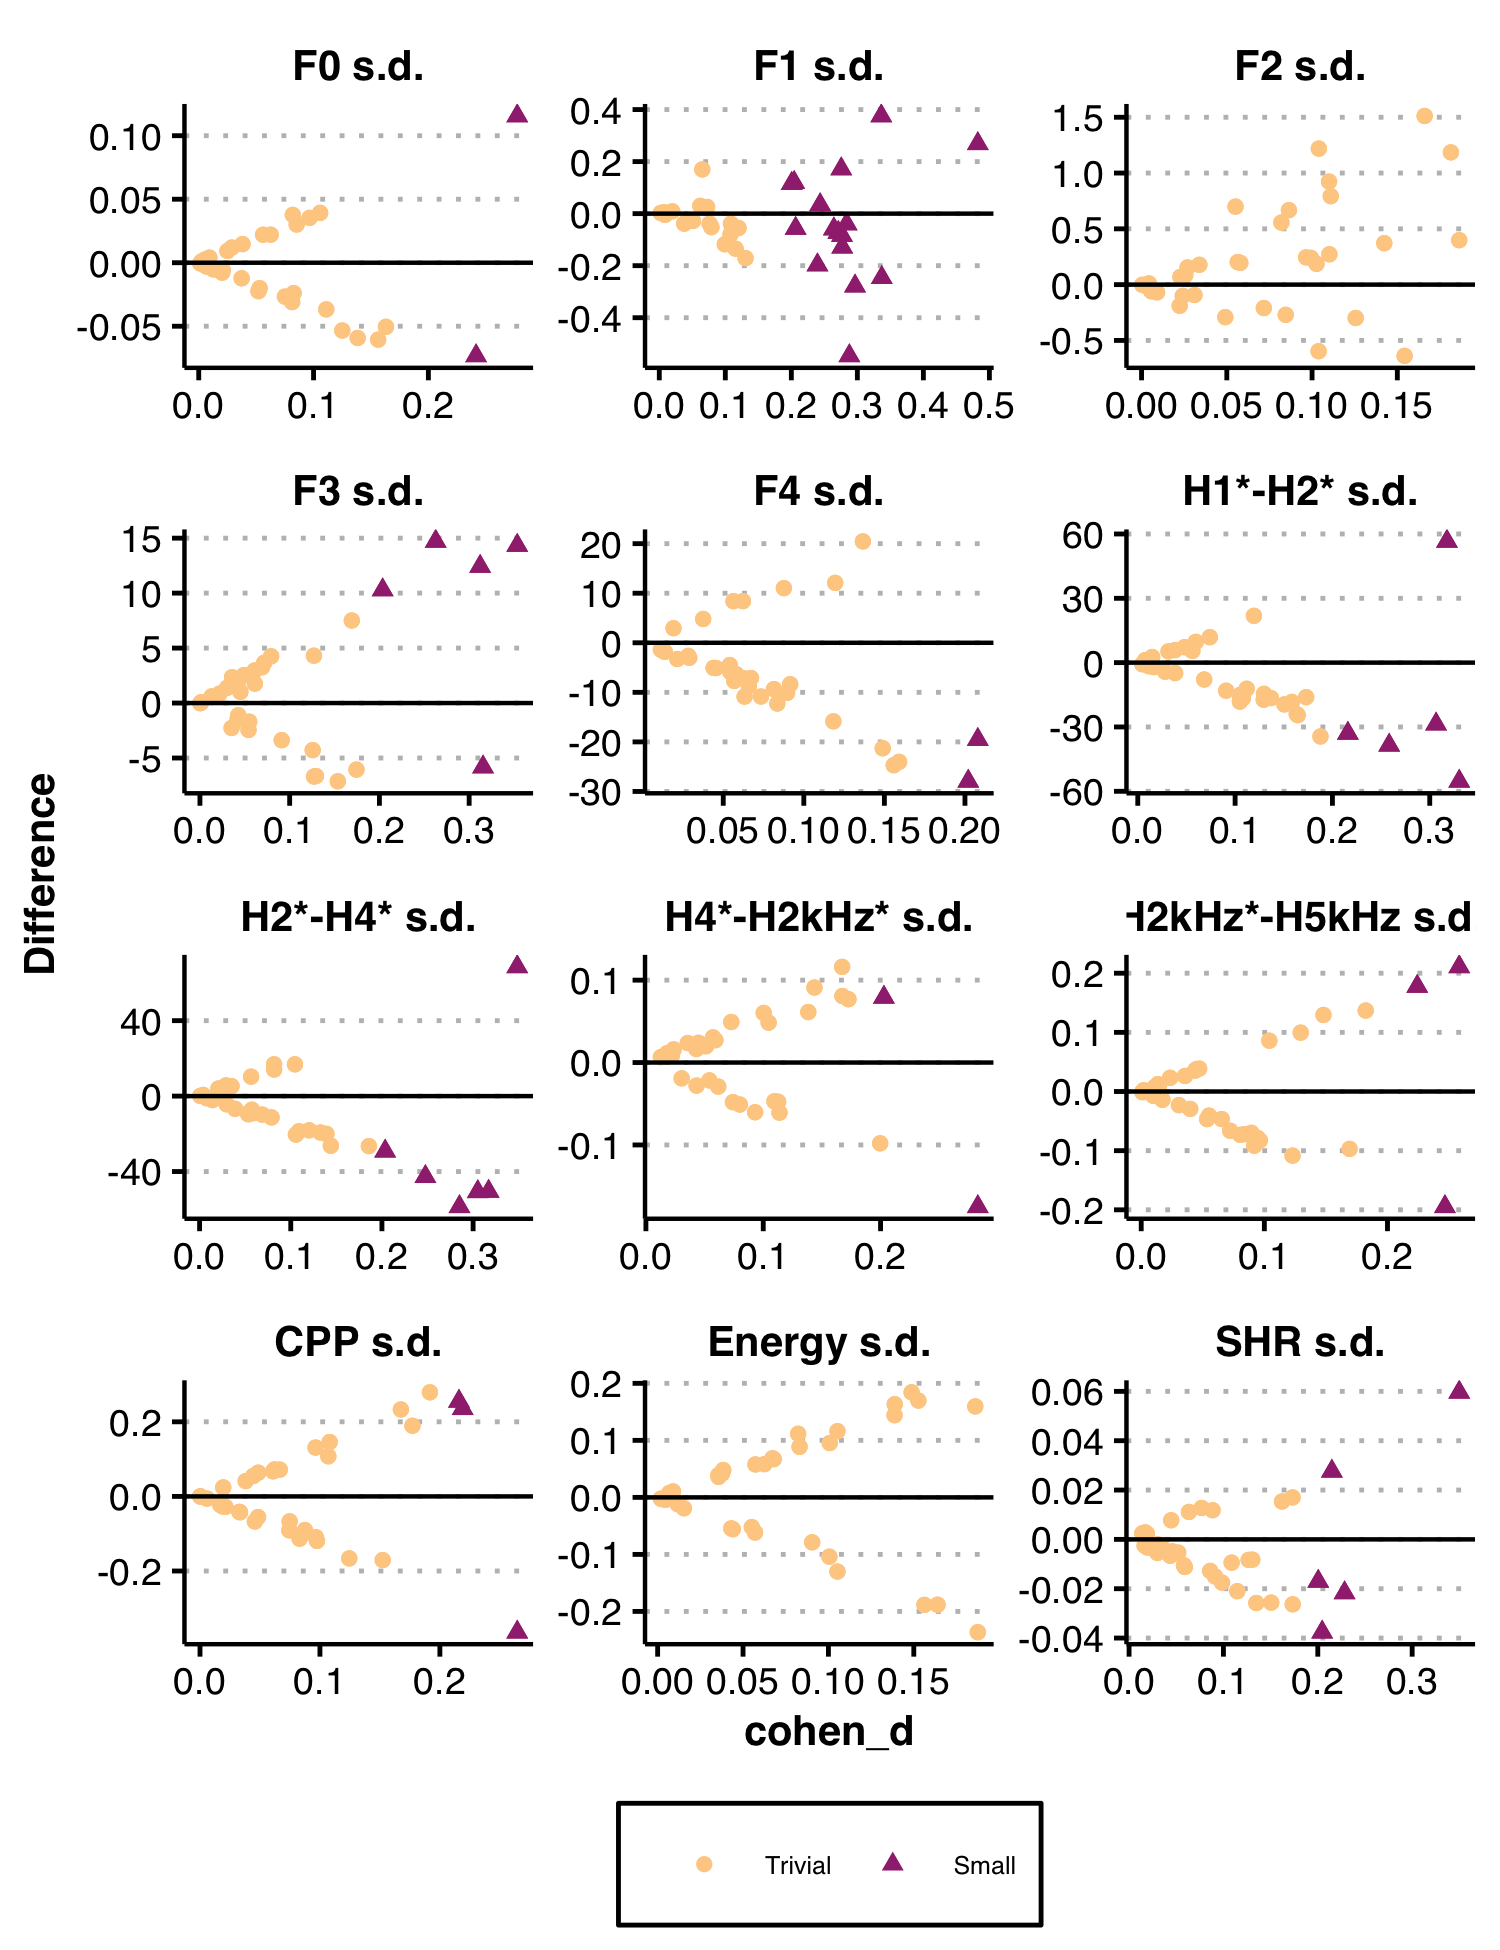 F0 s.d. F1 s.d. F2 s.d.
0.10 0.05 0.00 -0.05
0.0 0.1 0.2
0.4 0.2 0.0 -0.2 -0.4
0.0 0.1 0.2 0.3 0.4 0.5
1.5 1.0 0.5 0.0 -0.5
0.00 0.05 0.10 0.15
F3 s.d. F4 s.d. H1*-H2* s.d.
15 10 5 0 -5
0.0 0.1 0.2 0.3
20 10 0 -10 -20 -30
0.05 0.10 0.15 0.20
60 30 0 -30 -60
0.0 0.1 0.2 0.3
Difference
H2*-H4* s.d. H4*-H2kHz* s.d. H2kHz*-H5kHz s.d
40 0 -40
0.0 0.1 0.2 0.3
0.1 0.0 -0.1
0.0 0.1 0.2
0.2 0.1 0.0 -0.1 -0.2
0.0 0.1 0.2
CPP s.d. Energy s.d. SHR s.d.
0.2 0.0 -0.2
0.0 0.1 0.2
0.2 0.1 0.0 -0.1 -0.2
0.00 0.05 0.10 0.15
0.06 0.04 0.02 0.00 -0.02 -0.04
0.0 0.1 0.2 0.3
cohen_d
Trivial Small